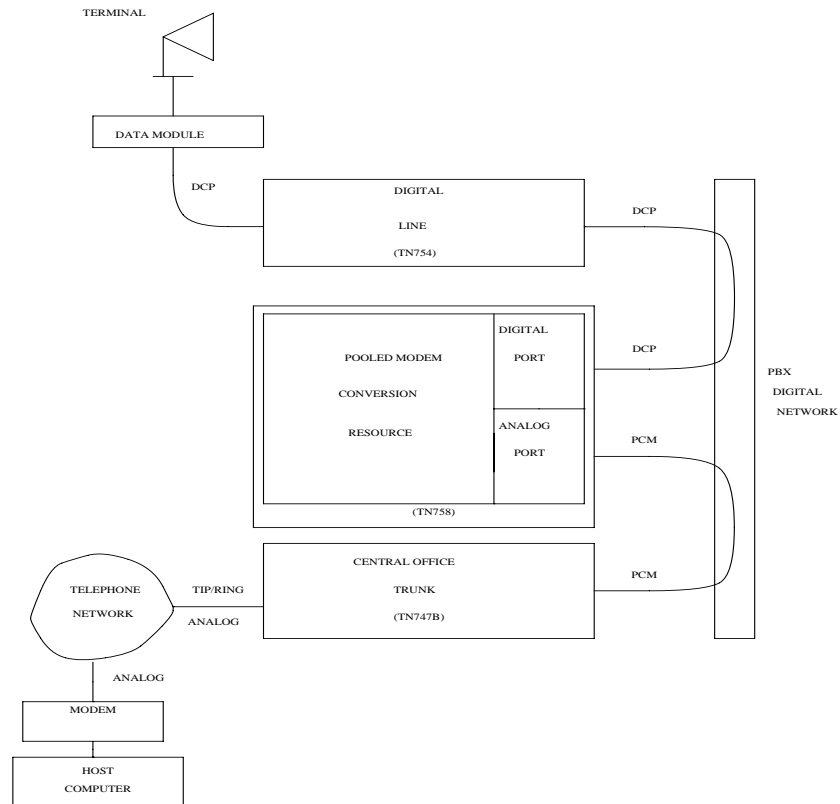 TERMINAL
DATA MODULE
DCP
DIGITAL
LINE
(TN754)
DCP
POOLED MODEM
CONVERSION
RESOURCE
DIGITAL
PORT
ANALOG
PORT
(TN758)
DCP
PCM
PBX
DIGITAL
NETWORK
CENTRAL OFFICE
TRUNK
(TN747B)
PCM
TELEPHONE
NETWORK
TIP/RING
ANALOG
ANALOG
MODEM
HOST
COMPUTER